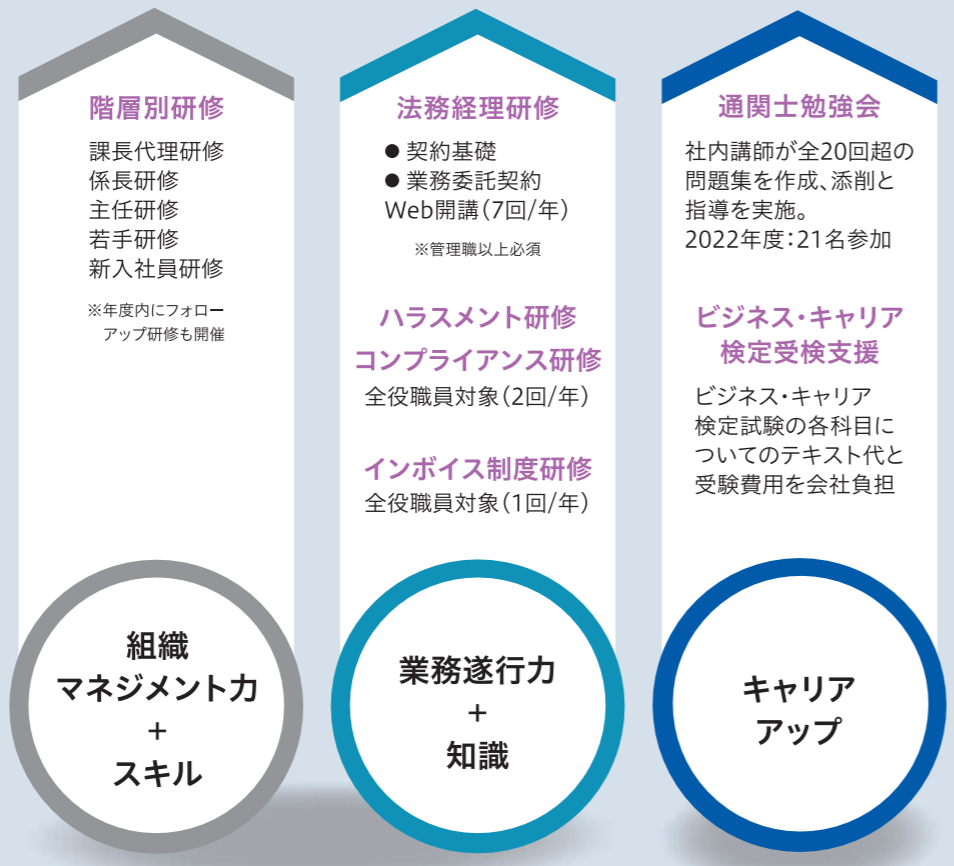 階層別研修
課長代理研修
係長研修
主任研修
若手研修
新入社員研修
※年度内にフォロー
アップ研修も開催
組織
マネジメント力
+
スキル
法務経理研修
● 契約基礎
● 業務委託契約
Web開講(7回/年)
※管理職以上必須
ハラスメント研修
コンプライアンス研修
全役職員対象(2回/年)
インボイス制度研修
全役職員対象(1回/年)
業務遂行力
+
知識
通関士勉強会
社内講師が全20回超の
問題集を作成、添削と
指導を実施。
2022年度:21名参加
ビジネス・キャリア
検定受検支援
ビジネス・キャリア
検定試験の各科目に
ついてのテキスト代と
受験費用を会社負担
キャリア
アップ